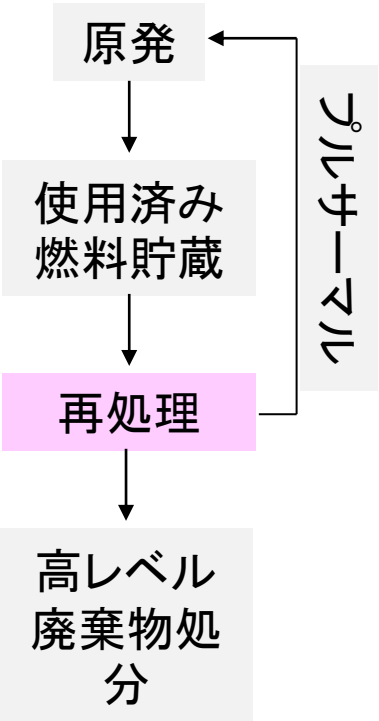 原発
プルサーマル
使用済み
燃料貯蔵
再処理
高レベル
廃棄物処
分